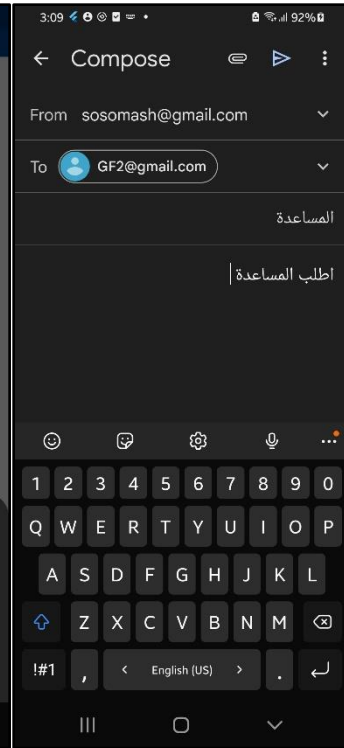 3:09 92%
Compose
From sosomash@gmail.com
To GF2@gmail.com
المساعدة
اطلب المساعدة
1 2 3 4 5 6 7 8 9 0
Q W E R T Y U I O P
A S D F G H J K L
Z X C V B N M
!#1 , < English (US) > .